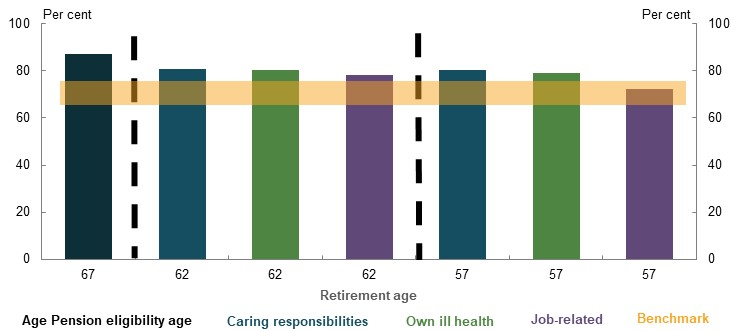 Per cent Per cent
100 100
80 80
60 60
40 40
20 20
0 0
67 62 62 62 57 57 57
Retirement age
Age Pension eligibility age Caring responsibilities Own ill health Job-related Benchmark